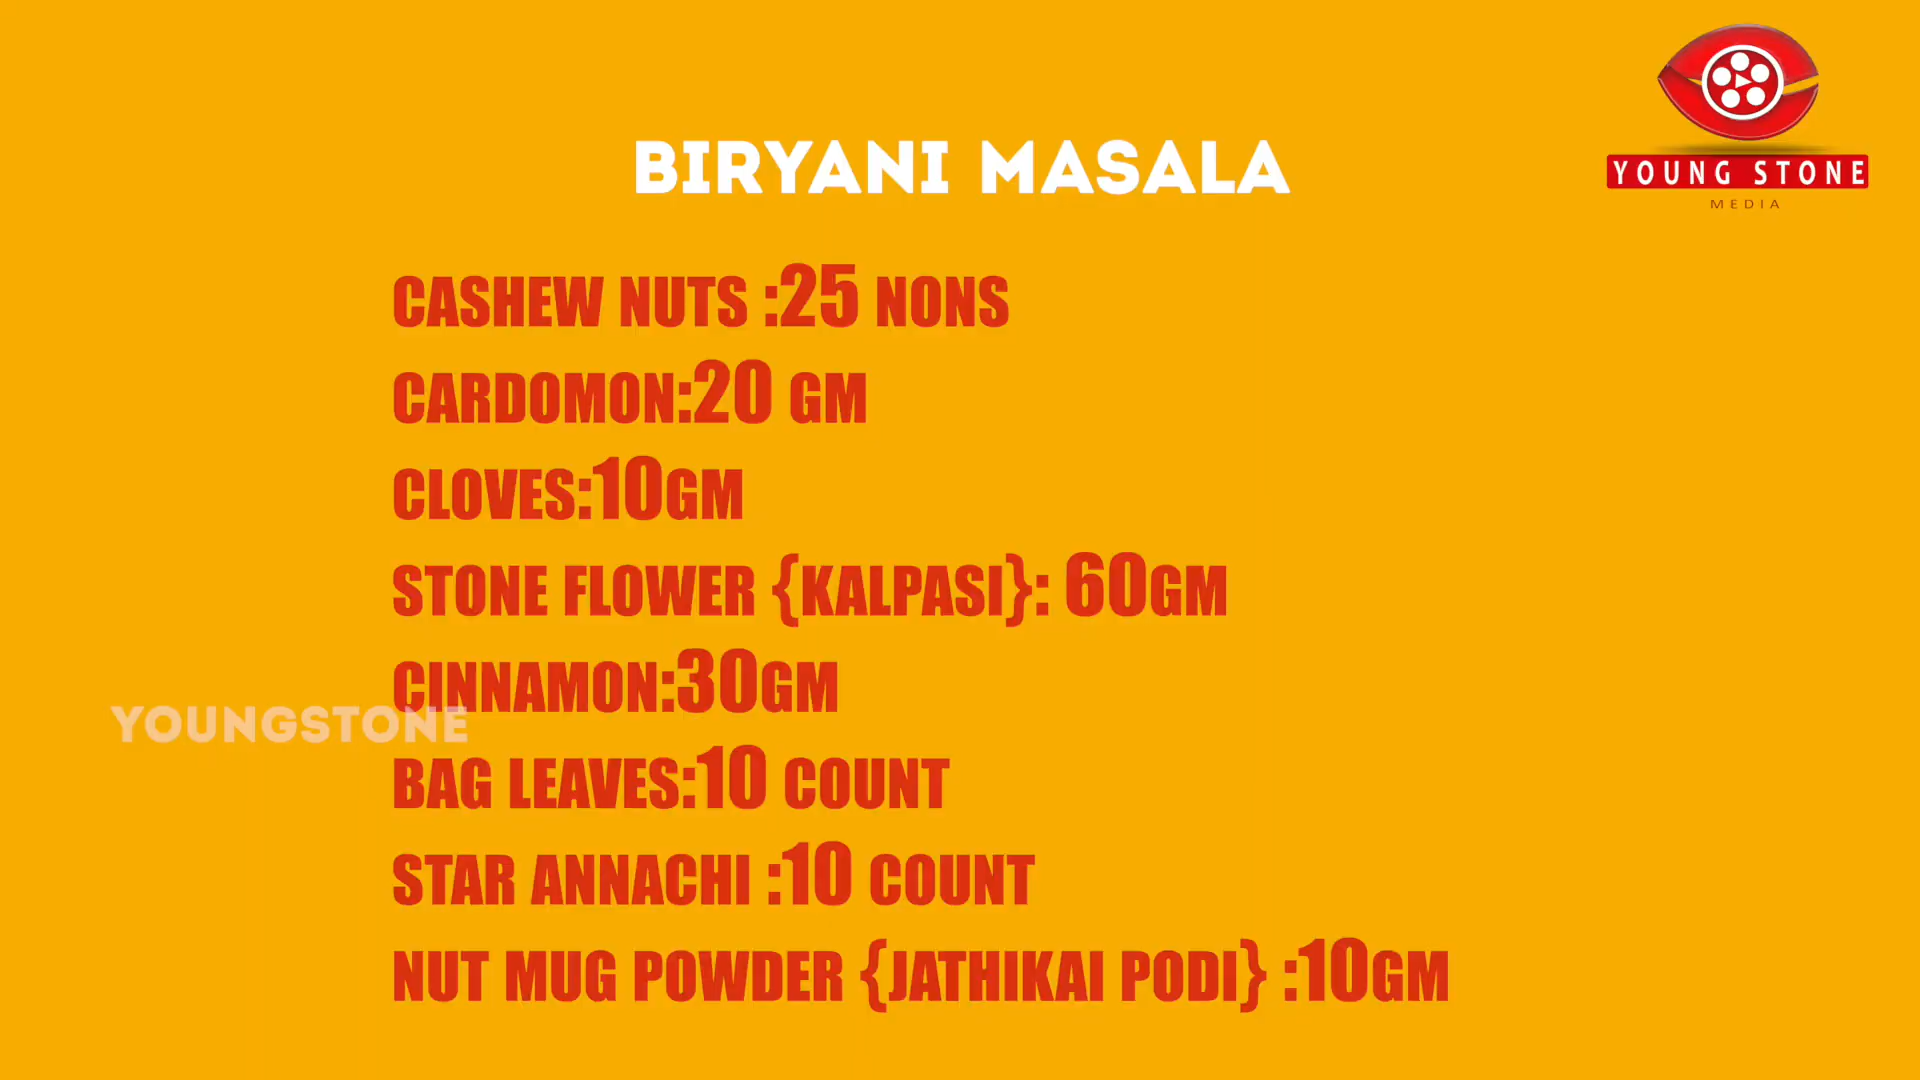 BIRYANI MASALA
YOUNG STONE
MEDIA
CASHEW NUTS :25 NONS
CARDOMON:20 GM
CLOVES:10GM
STONE FLOWER {KALPASI}: 60GM
CINNAMON:30GM
YOUNGSTONE
BAG LEAVES:10 COUNT
STAR ANNACHI :10 COUNT
NUT MUG POWDER {JATHIKAI PODI} :10GM